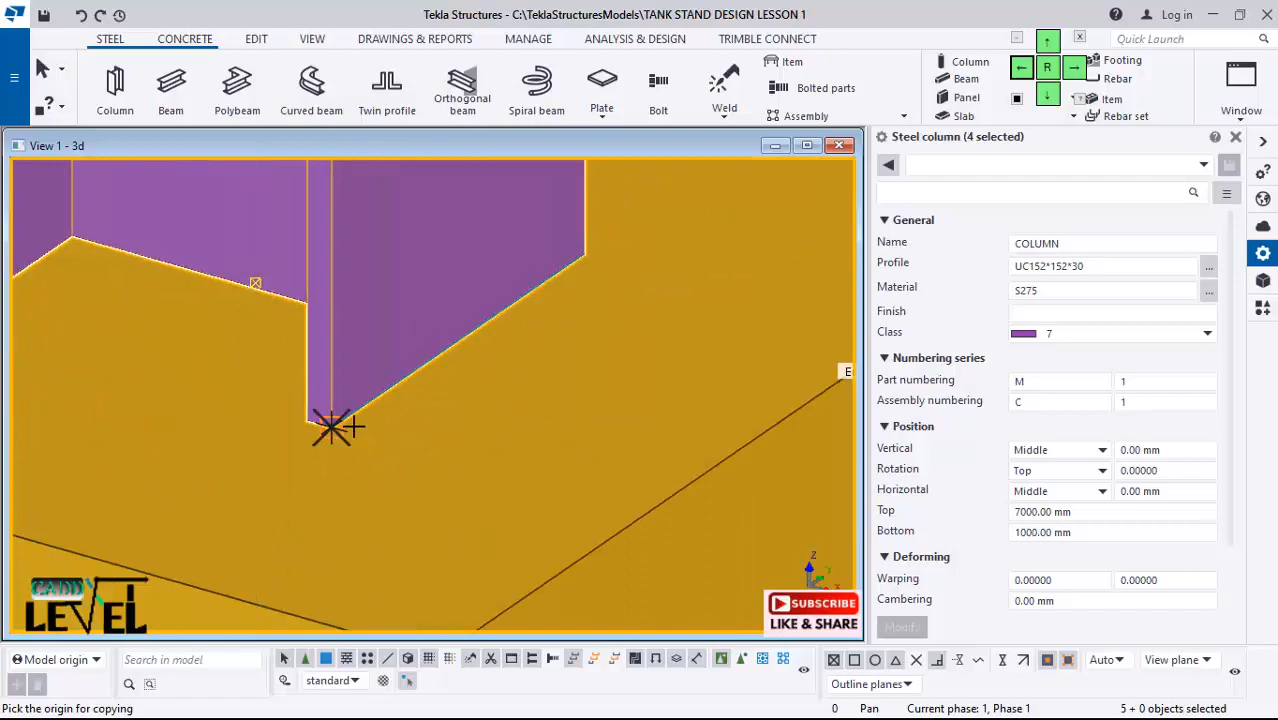 Tekla Structures - C:\TeklaStructuresModels\TANK STAND DESIGN LESSON 1
Log in
STEEL CONCRETE EDIT VIEW DRAWINGS & REPORTS MANAGE ANALYSIS & DESIGN TRIMBLE CONNECT Quick Launch
Column Beam Polybeam Curved beam Twin profile Orthogonal beam Spiral beam Plate Bolt Weld
Item
Bolted parts
Assembly
Column
Beam
Panel
Slab
R
Footing
Rebar
Item
Rebar set
Window
View 1 - 3d
E
Z
CADD
LEVEL
SUBSCRIBE
LIKE & SHARE
Steel column (4 selected)
General
Name COLUMN
Profile UC152*152*30 ...
Material S275 ...
Finish
Class 7
Numbering series
Part numbering M 1
Assembly numbering C 1
Position
Vertical Middle 0.00 mm
Rotation Top 0.00000
Horizontal Middle 0.00 mm
Top 7000.00 mm
Bottom 1000.00 mm
Deforming
Warping 0.00000 0.00000
Cambering 0.00 mm
Modify
Model origin Search in model
standard
Auto View plane
Outline planes
Pick the origin for copying 0 Pan Current phase: 1, Phase 1 5 + 0 objects selected